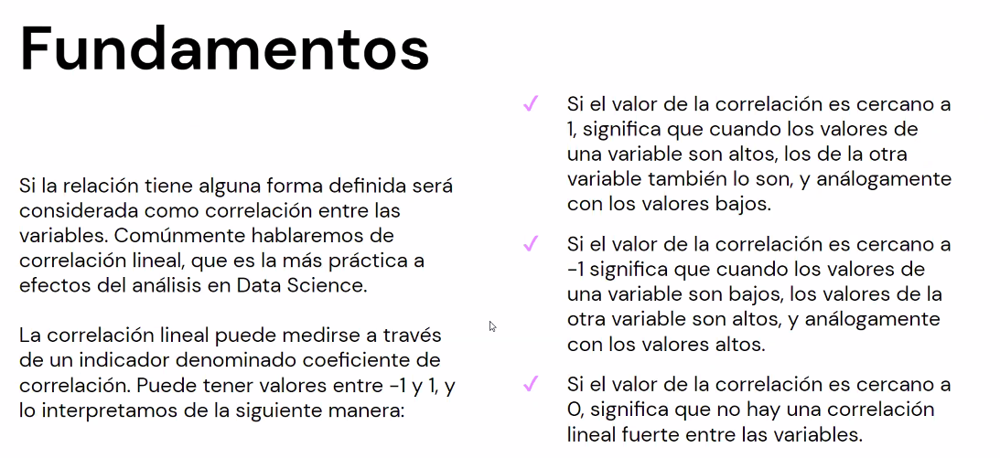 Fundamentos
Si la relación tiene alguna forma definida será
considerada como correlación entre las
variables. Comúnmente hablaremos de
correlación lineal, que es la más práctica a
efectos del análisis en Data Science.
La correlación lineal puede medirse a través
de un indicador denominado coeficiente de
correlación. Puede tener valores entre -1 y 1, y
lo interpretamos de la siguiente manera:
Si el valor de la correlación es cercano a
1, significa que cuando los valores de
una variable son altos, los de la otra
variable también lo son, y análogamente
con los valores bajos.
Si el valor de la correlación es cercano a
-1 significa que cuando los valores de
una variable son bajos, los valores de la
otra variable son altos, y análogamente
con los valores altos.
Si el valor de la correlación es cercano a
0, significa que no hay una correlación
lineal fuerte entre las variables.